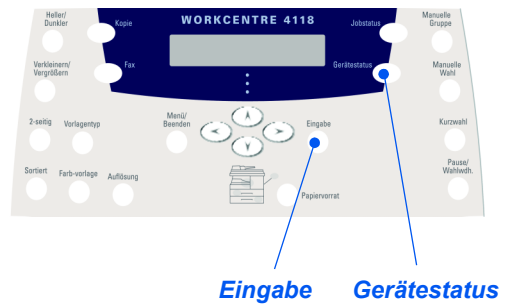 Heller/
Dunkler
Kopie
WORKCENTRE 4118
Jobstatus
Manuelle
Gruppe
Verkleinern/
Vergrößern
Fax
Gerätestatus
Manuelle
Wahl
2-seitig
Vorlagentyp
Menü/
Beenden
Eingabe
Kurzwahl
Sortiert
Farb-vorlage
Auflösung
Papiervorrat
Pause/
Wahlwdh.
Eingabe
Gerätestatus